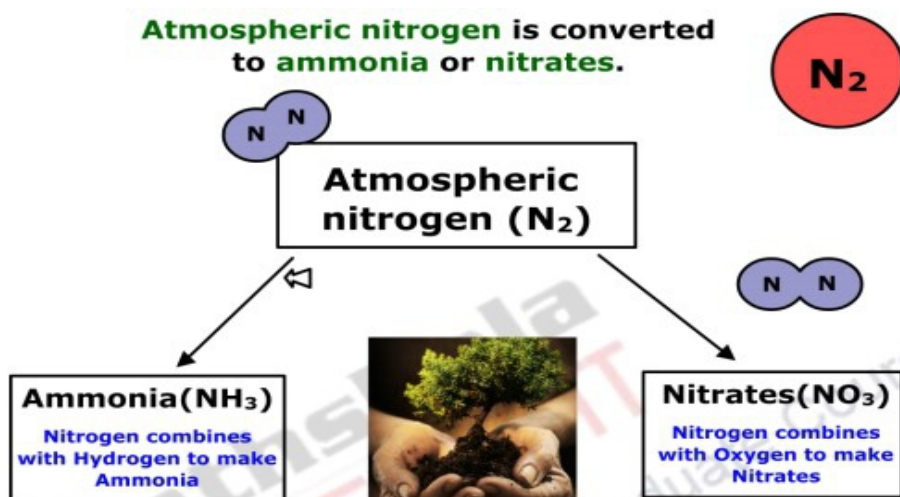 Atmospheric nitrogen is converted
to ammonia or nitrates.
N₂
N N
Atmospheric
nitrogen (N₂)
N N
Ammonia(NH₃)
Nitrogen combines
with Hydrogen to make
Ammonia
Nitrates(NO₃)
Nitrogen combines
with Oxygen to make
Nitrates